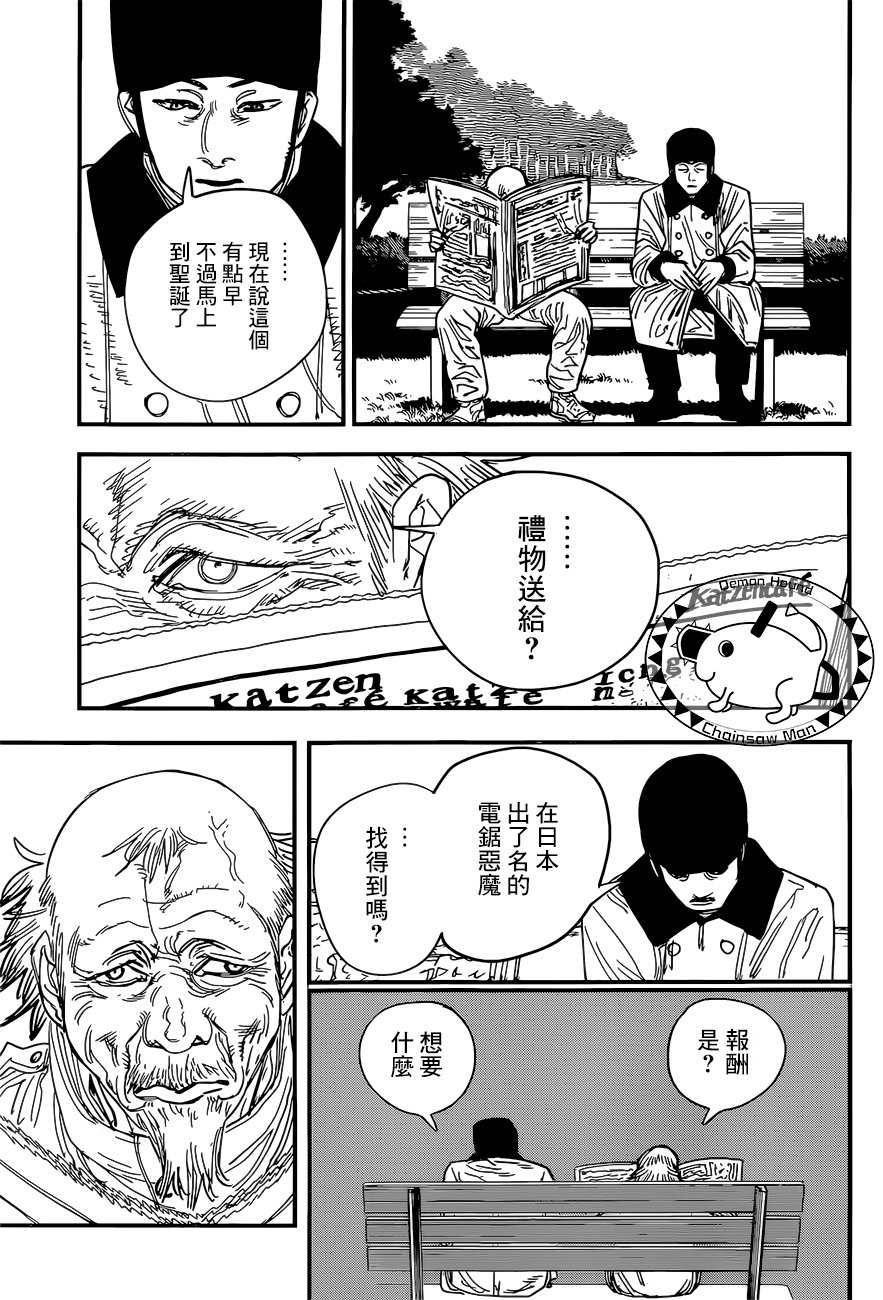 ……
現在說這個
有點早
不過馬上
到聖誕了
……
禮物送給?
Katzen
Katze
Demon Hound
Katzencafe
Chainsaw Man
在日本
出了名的
電鋸惡魔
…
找得到嗎?
報酬
是?
想要
什麼